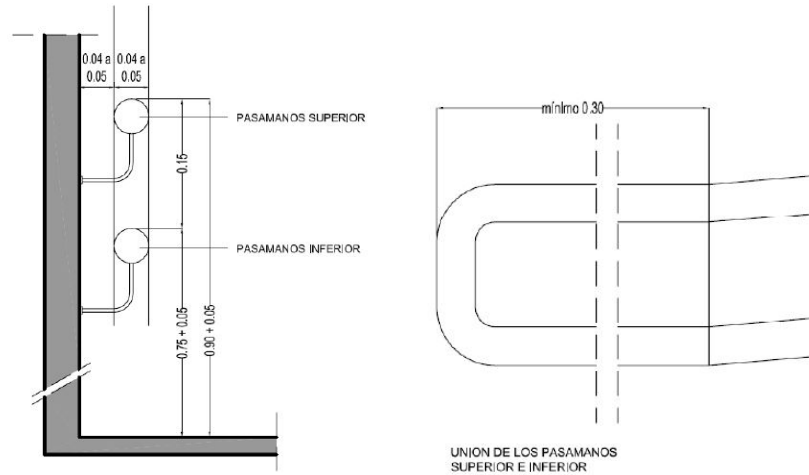 0.04 a
0.05
0.04 a
0.05
PASAMANOS SUPERIOR
0.15
PASAMANOS INFERIOR
0.75 + 0.05
0.90 + 0.05
mínimo 0.30
UNION DE LOS PASAMANOS
SUPERIOR E INFERIOR